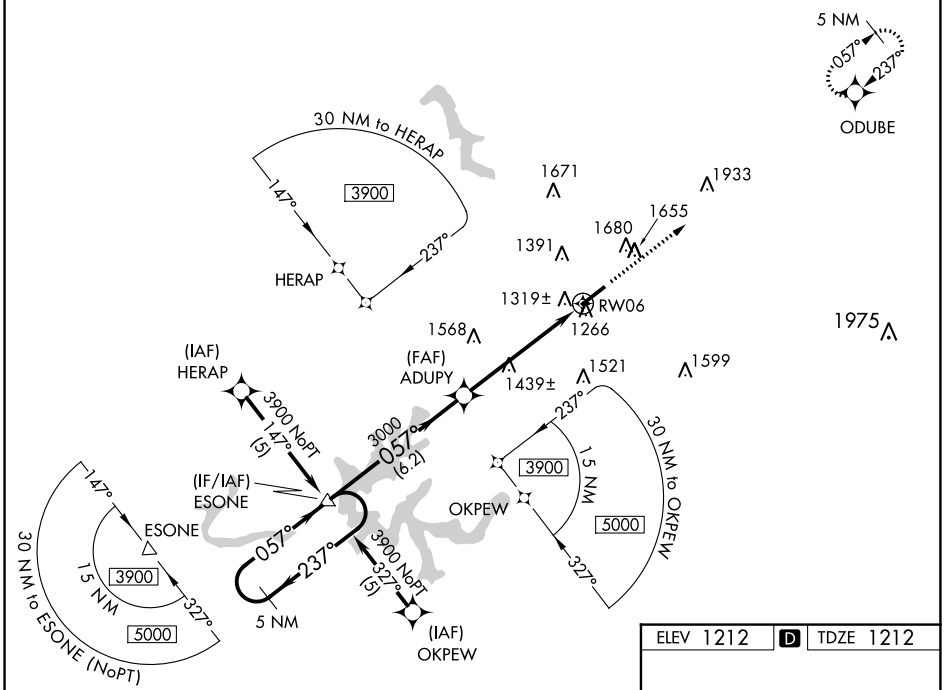 5 NM
057°
237°
ODUBE
30 NM to HERAP
147°
3900
237°
HERAP
1671
1933
1655
1680
1391
1319±
RW06
1266
1568
1975
(FAF)
ADUPY
1439±
1521
1599
(IAF)
HERAP
3900 NoPT
147°
(5)
3000
057°
(6.2)
237°
3900
15 NM
30 NM to OKPEW
5000
OKPEW
327°
(IF/IAF)
ESONE
147°
ESONE
3900
15 NM
327°
5000
30 NM to ESONE (NoPT)
057°
237°
5 NM
3900 NoPT
327°
(5)
(IAF)
OKPEW
ELEV 1212 D TDZE 1212